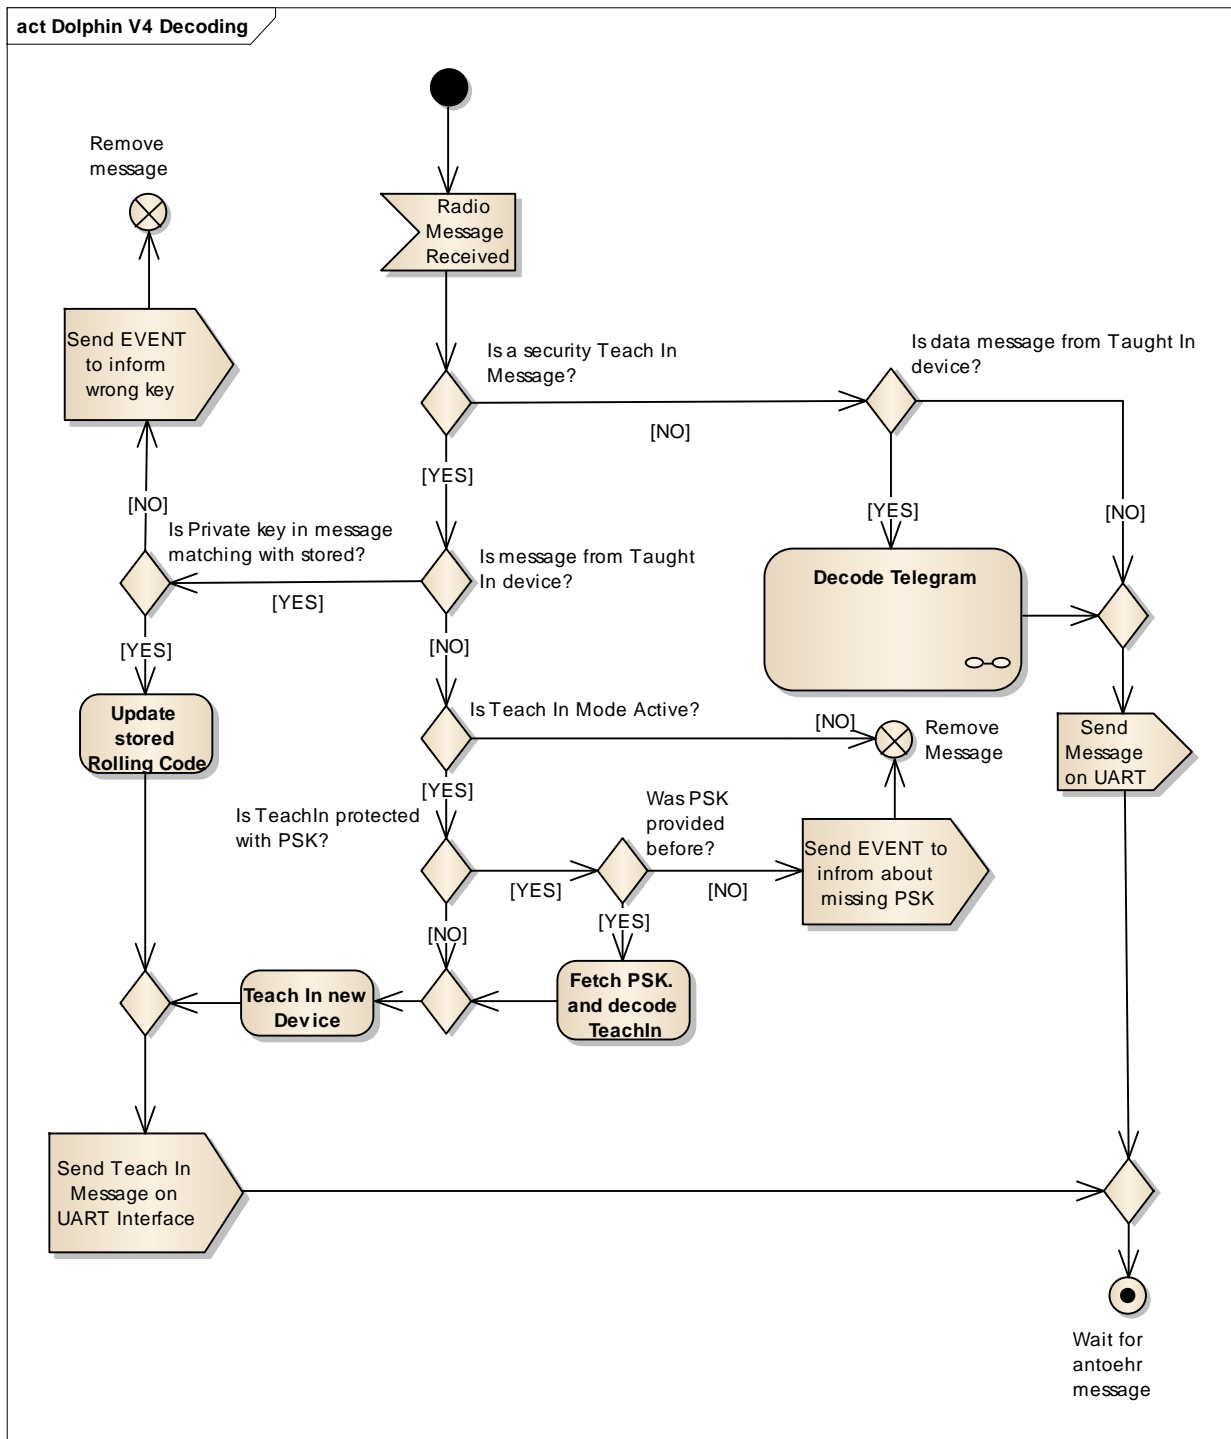 act Dolphin V4 Decoding
Remove
message
Radio
Message
Received
Send EVENT
to inform
wrong key
Is a security Teach In
Message?
Is data message from Taught In
device?
[NO]
[YES]
[NO]
[YES]
[NO]
Is Private key in message
matching with stored?
Is message from Taught
In device?
[YES]
Decode Telegram
[YES]
[NO]
Update
stored
Rolling Code
Is Teach In Mode Active?
[NO]
Remove
Message
Send
Message
on UART
[YES]
Is TeachIn protected
with PSK?
Was PSK
provided
before?
Send EVENT to
infrom about
missing PSK
[YES]
[NO]
[YES]
[NO]
Teach In new
Device
Fetch PSK.
and decode
TeachIn
Send Teach In
Message on
UART Interface
Wait for
antoehr
message